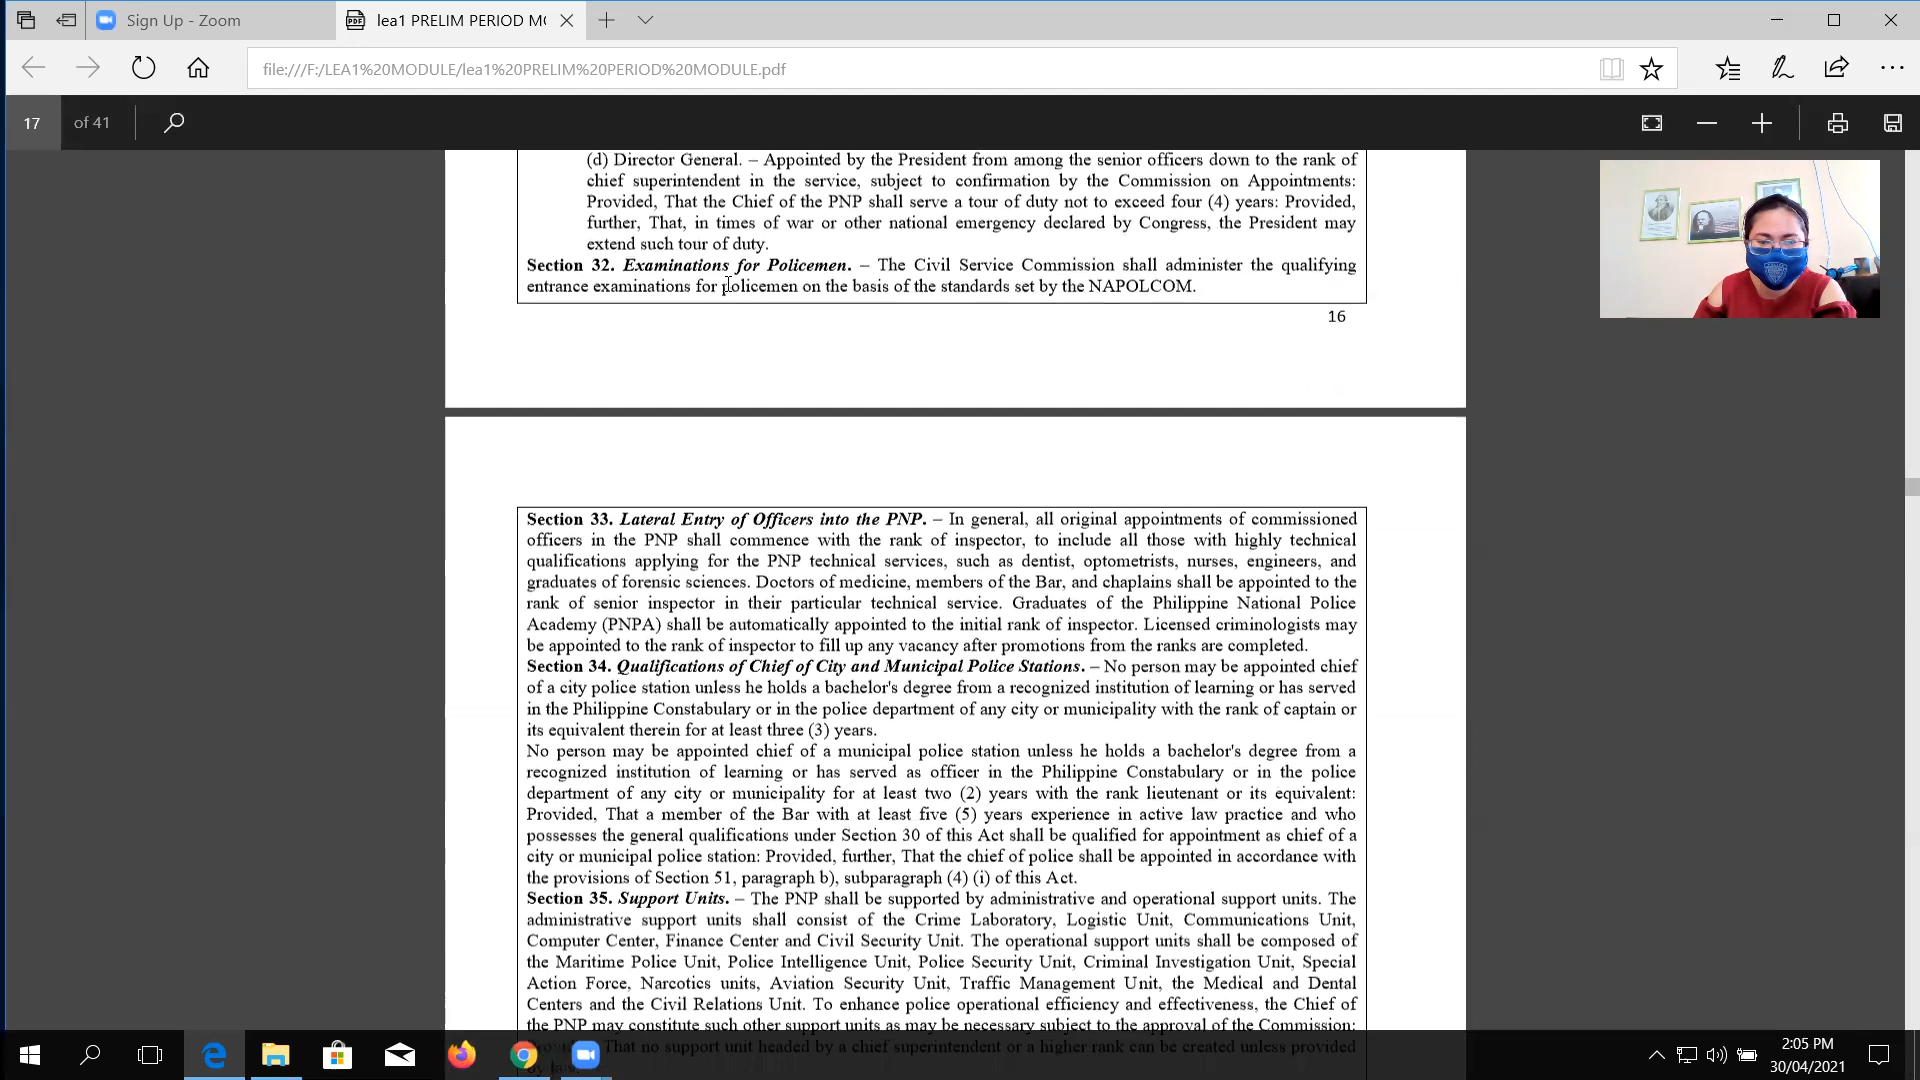 Sign Up - Zoom
lea1 PRELIM PERIOD M
file:///F:/LEA1%20MODULE/lea1%20PRELIM%20PERIOD%20MODULE.pdf
17 of 41
(d) Director General. – Appointed by the President from among the senior officers down to the rank of
chief superintendent in the service, subject to confirmation by the Commission on Appointments:
Provided, That the Chief of the PNP shall serve a tour of duty not to exceed four (4) years: Provided,
further, That, in times of war or other national emergency declared by Congress, the President may
extend such tour of duty.
Section 32. Examinations for Policemen. – The Civil Service Commission shall administer the qualifying
entrance examinations for policemen on the basis of the standards set by the NAPOLCOM.
16
Section 33. Lateral Entry of Officers into the PNP. – In general, all original appointments of commissioned
officers in the PNP shall commence with the rank of inspector, to include all those with highly technical
qualifications applying for the PNP technical services, such as dentist, optometrists, nurses, engineers, and
graduates of forensic sciences. Doctors of medicine, members of the Bar, and chaplains shall be appointed to the
rank of senior inspector in their particular technical service. Graduates of the Philippine National Police
Academy (PNPA) shall be automatically appointed to the initial rank of inspector. Licensed criminologists may
be appointed to the rank of inspector to fill up any vacancy after promotions from the ranks are completed.
Section 34. Qualifications of Chief of City and Municipal Police Stations. – No person may be appointed chief
of a city police station unless he holds a bachelor's degree from a recognized institution of learning or has served
in the Philippine Constabulary or in the police department of any city or municipality with the rank of captain or
its equivalent therein for at least three (3) years.
No person may be appointed chief of a municipal police station unless he holds a bachelor's degree from a
recognized institution of learning or has served as officer in the Philippine Constabulary or in the police
department of any city or municipality for at least two (2) years with the rank lieutenant or its equivalent:
Provided, That a member of the Bar with at least five (5) years experience in active law practice and who
possesses the general qualifications under Section 30 of this Act shall be qualified for appointment as chief of a
city or municipal police station: Provided, further, That the chief of police shall be appointed in accordance with
the provisions of Section 51, paragraph b), subparagraph (4) (i) of this Act.
Section 35. Support Units. – The PNP shall be supported by administrative and operational support units. The
administrative support units shall consist of the Crime Laboratory, Logistic Unit, Communications Unit,
Computer Center, Finance Center and Civil Security Unit. The operational support units shall be composed of
the Maritime Police Unit, Police Intelligence Unit, Police Security Unit, Criminal Investigation Unit, Special
Action Force, Narcotics units, Aviation Security Unit, Traffic Management Unit, the Medical and Dental
Centers and the Civil Relations Unit. To enhance police operational efficiency and effectiveness, the Chief of
the PNP may constitute such other support units as may be necessary subject to the approval of the Commission:
That no support unit headed by a chief superintendent or a higher rank can be created unless provided
by law.
2:05 PM
30/04/2021